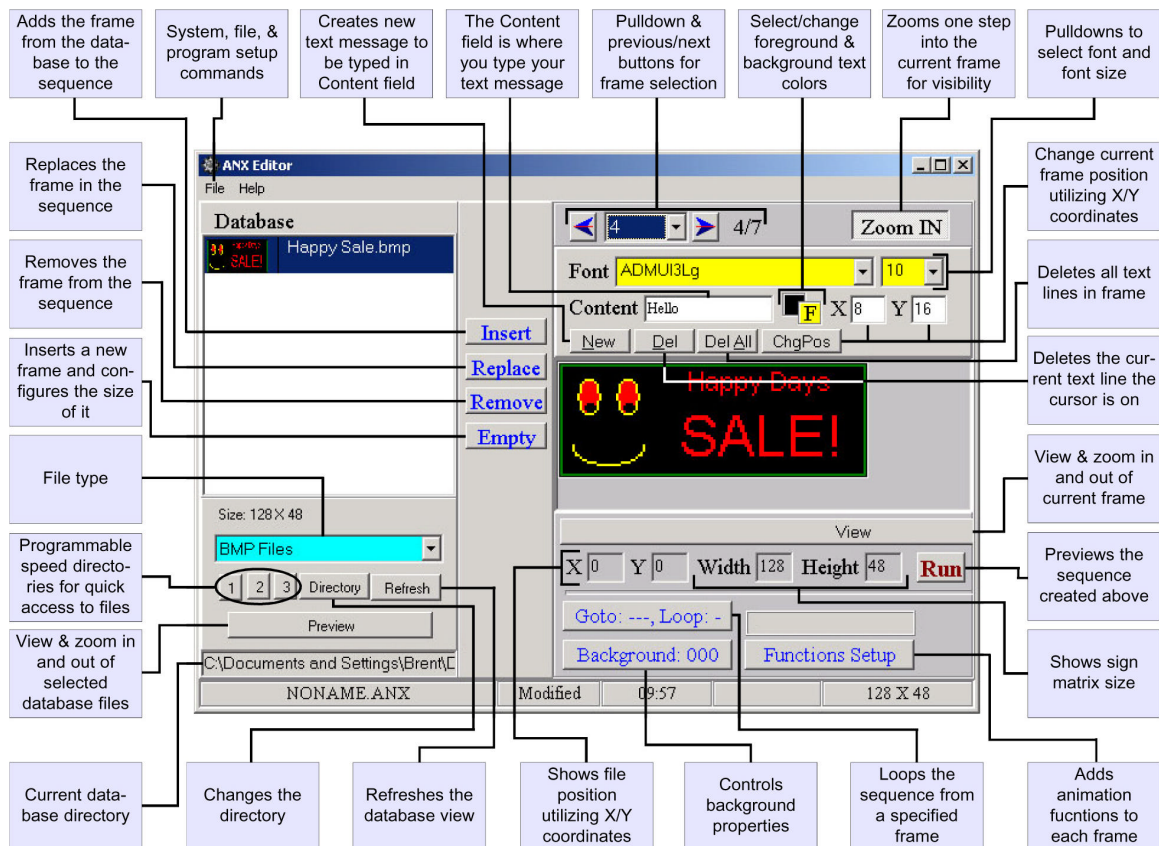 Adds the frame
from the data-
base to the
sequence
System, file, &
program setup
commands
Creates new
text message to
be typed in
Content field
The Content
field is where
you type your
text message
Pulldown &
previous/next
buttons for
frame selection
Select/change
foreground &
background text
colors
Zooms one step
into the
current frame
for visibility
Pulldowns to
select font and
font size
Replaces the
frame in the
sequence
Removes the
frame from the
sequence
Inserts a new
frame and con-
figures the size
of it
File type
Programmable
speed directo-
ries for quick
access to files
View & zoom in
and out of
selected
database files
Current data-
base directory
ANX Editor
File Help
Database
Happy Sale.bmp
SALE!
Size: 128 X 48
BMP Files
1 2 3 Directory Refresh
Preview
C:\Documents and Settings\Brent\D
Insert
Replace
Remove
Empty
4 4/7 Zoom IN
Font ADMUI3Lg 10
Content Hello F X 8 Y 16
New Del Del All ChgPos
Happy Days
SALE!
View
X 0 Y 0 Width 128 Height 48 Run
Goto: ---, Loop: -
Background: 000 Functions Setup
NONAME.ANX Modified 09:57 128 X 48
Change current
frame position
utilizing X/Y
coordinates
Deletes all text
lines in frame
Deletes the cur-
rent text line the
cursor is on
View & zoom in
and out of
current frame
Previews the
sequence
created above
Shows sign
matrix size
Changes the
directory
Refreshes the
database view
Shows file
position
utilizing X/Y
coordinates
Controls
background
properties
Loops the
sequence from
a specified
frame
Adds
animation
fucntions to
each frame